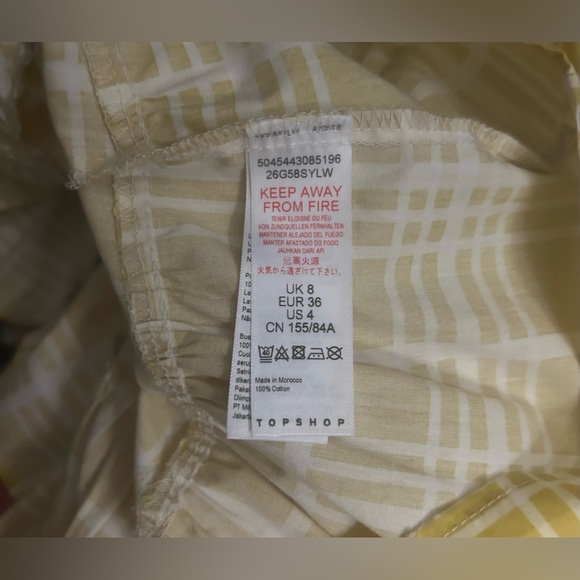 5045443085196
26G58SYLW
KEEP AWAY
FROM FIRE
TENIR ELOIGNE DU FEU
VON ZUNDQUELLEN FERNHALTEN
MANTENER ALEJADO DEL FUEGO
MANTER AFASTADO DO FOGO
JAUHKAN DARI API
远离火源
火気から遠ざけて下さい。
UK 8
EUR 36
US 4
CN 155/84A
40
Made in Morocco
100% Cotton
TOPSHOP